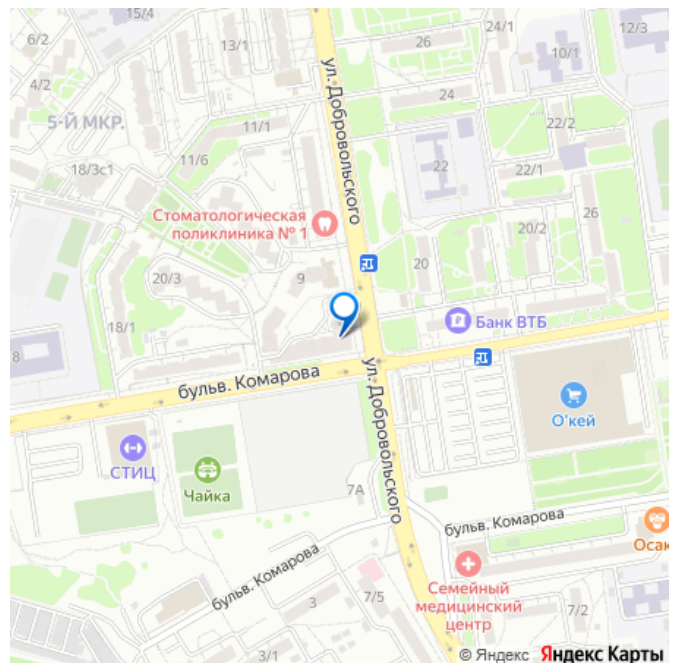 15/4
24/1
12/3
6/2
13/1
26
10/1
ул. Добровольского
4/2
24
5-Й МКР.
11/1
22/2
11/6
22
22/1
18/3с1
Стоматологическая
поликлиника № 1
26
20/2
20
20/3
9
Банк ВТБ
18/1
8
бульв. Комарова
ул. Добровольского
О'кей
СТИЦ
Чайка
7А
бульв. Комарова
Осак
бульв. Комарова
Семейный
медицинский
центр
3
7/5
7/2
3/1
© Яндекс Яндекс Карты